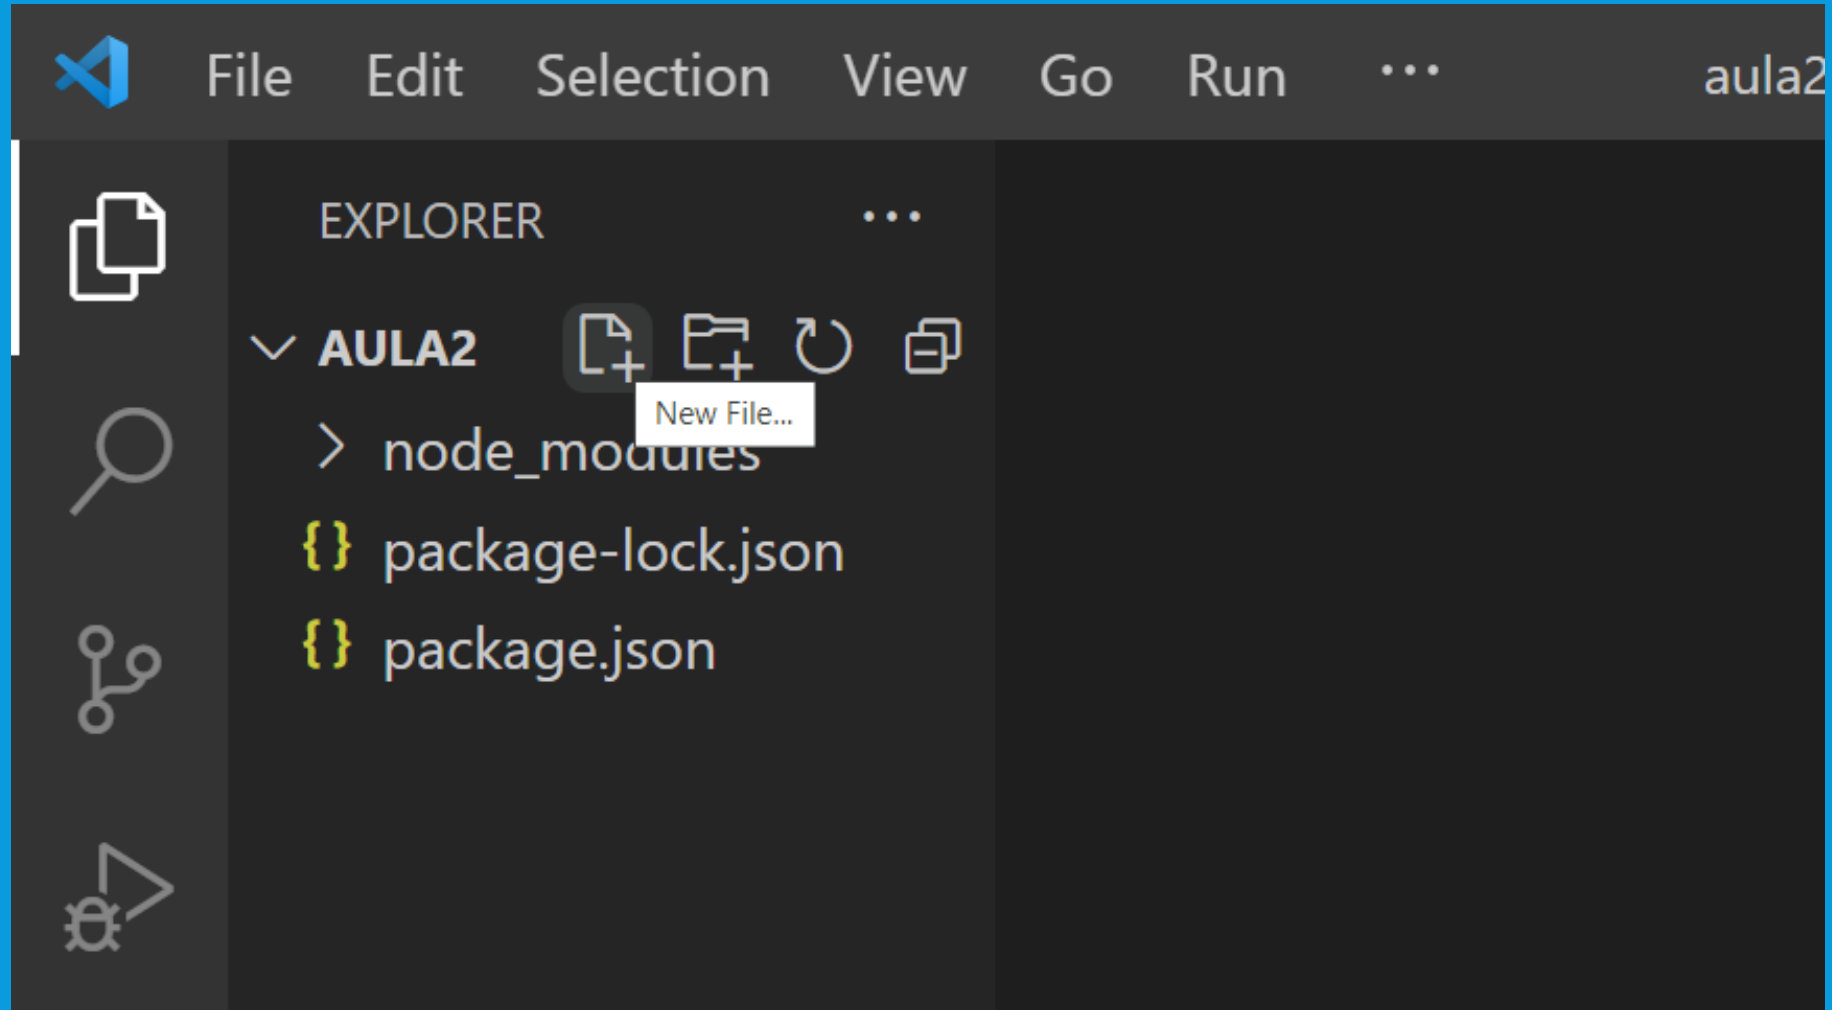 File Edit Selection View Go Run ... aula2
EXPLORER ...
AULA2
New File...
node_modules
{} package-lock.json
{} package.json